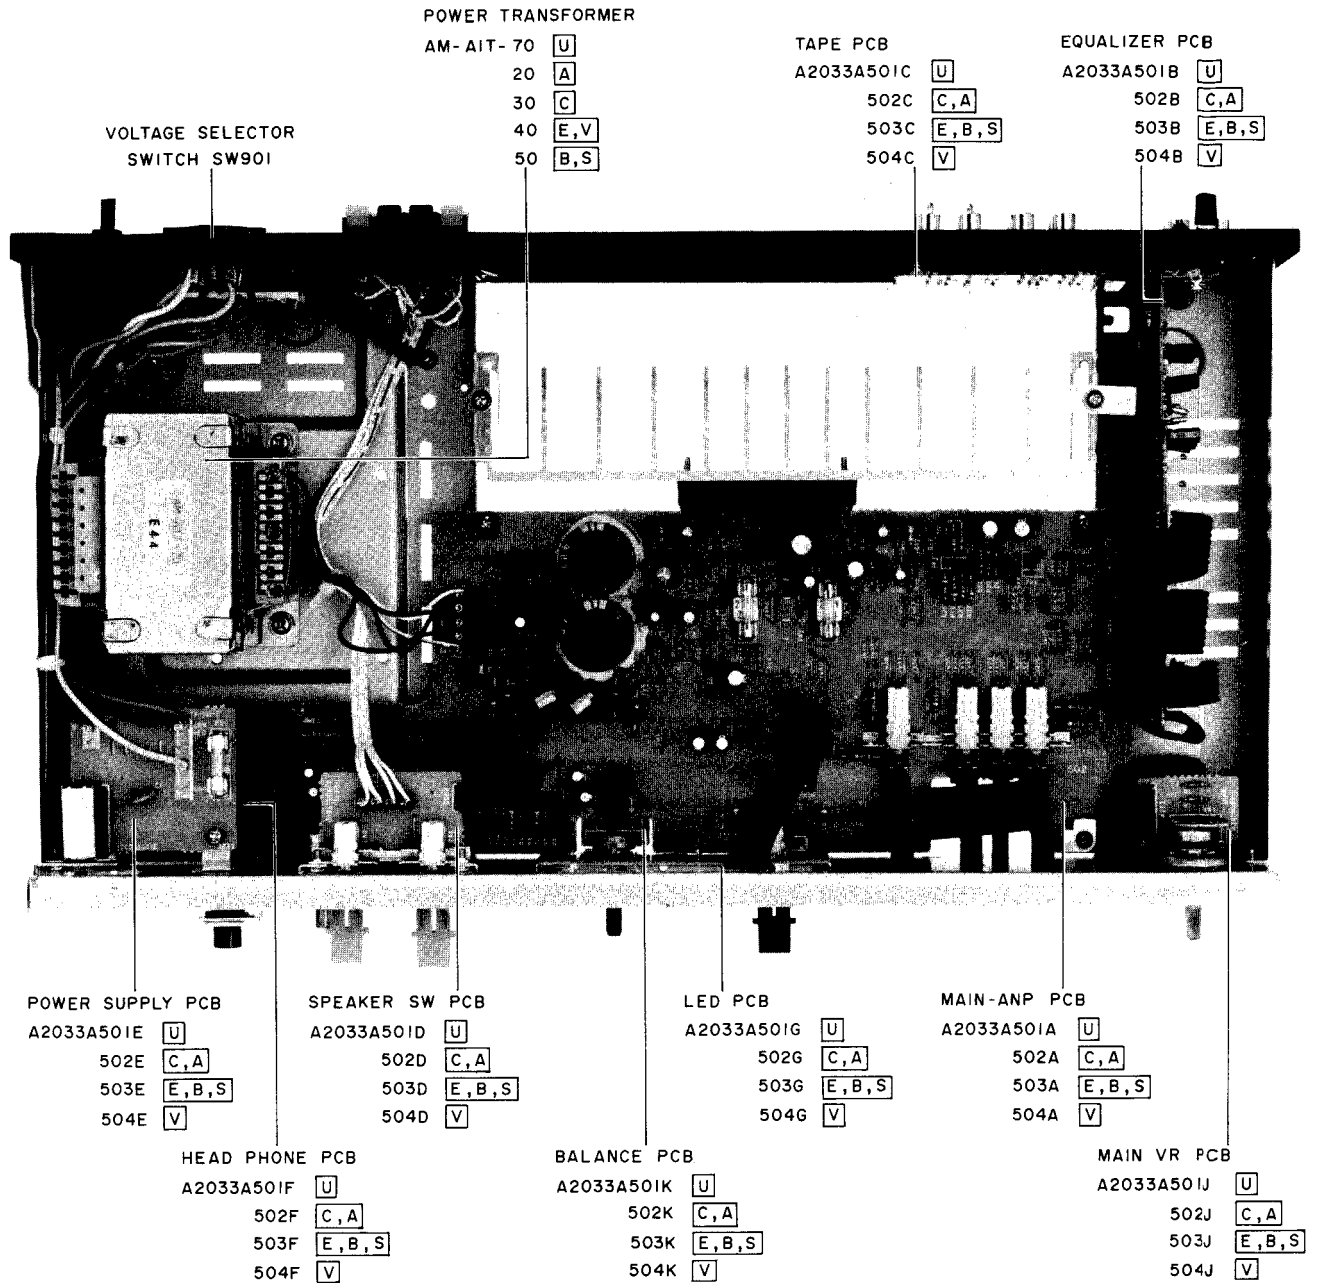 POWER TRANSFORMER
AM-AIT-70 U
20 A
30 C
40 E,V
50 B,S
TAPE PCB
A2033A501C U
502C C,A
503C E,B,S
504C V
EQUALIZER PCB
A2033A501B U
502B C,A
503B E,B,S
504B V
VOLTAGE SELECTOR
SWITCH SW901
E44
POWER SUPPLY PCB
A2033A501E U
502E C,A
503E E,B,S
504E V
SPEAKER SW PCB
A2033A501D U
502D C,A
503D E,B,S
504D V
LED PCB
A2033A501G U
502G C,A
503G E,B,S
504G V
MAIN-ANP PCB
A2033A501A U
502A C,A
503A E,B,S
504A V
HEAD PHONE PCB
A2033A501F U
502F C,A
503F E,B,S
504F V
BALANCE PCB
A2033A501K U
502K C,A
503K E,B,S
504K V
MAIN VR PCB
A2033A501J U
502J C,A
503J E,B,S
504J V